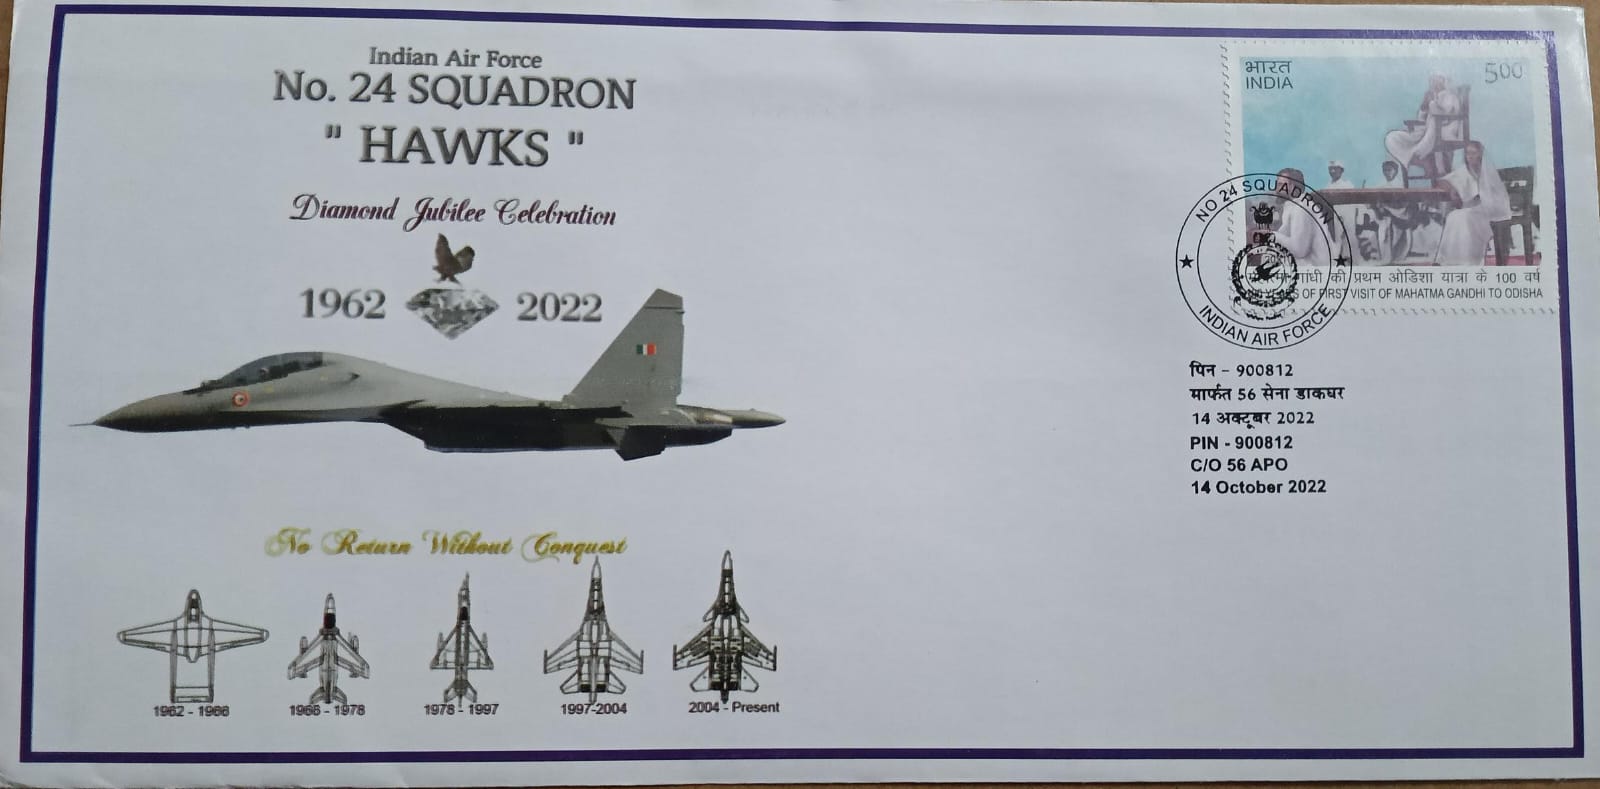 Indian Air Force
No. 24 SQUADRON
" HAWKS "
Diamond Jubilee Celebration
1962 2022
No Return Without Conquest
1962 - 1966
1966 - 1978
1978 - 1997
1997-2004
2004 - Present
भारत
INDIA
500
गांधी की प्रथम ओडिशा यात्रा के 100 वर्ष
YEARS OF FIRST VISIT OF MAHATMA GANDHI TO ODISHA
NO 24 SQUADRON
INDIAN AIR FORCE
पिन - 900812
मार्फत 56 सेना डाकघर
14 अक्टूबर 2022
PIN - 900812
C/O 56 APO
14 October 2022